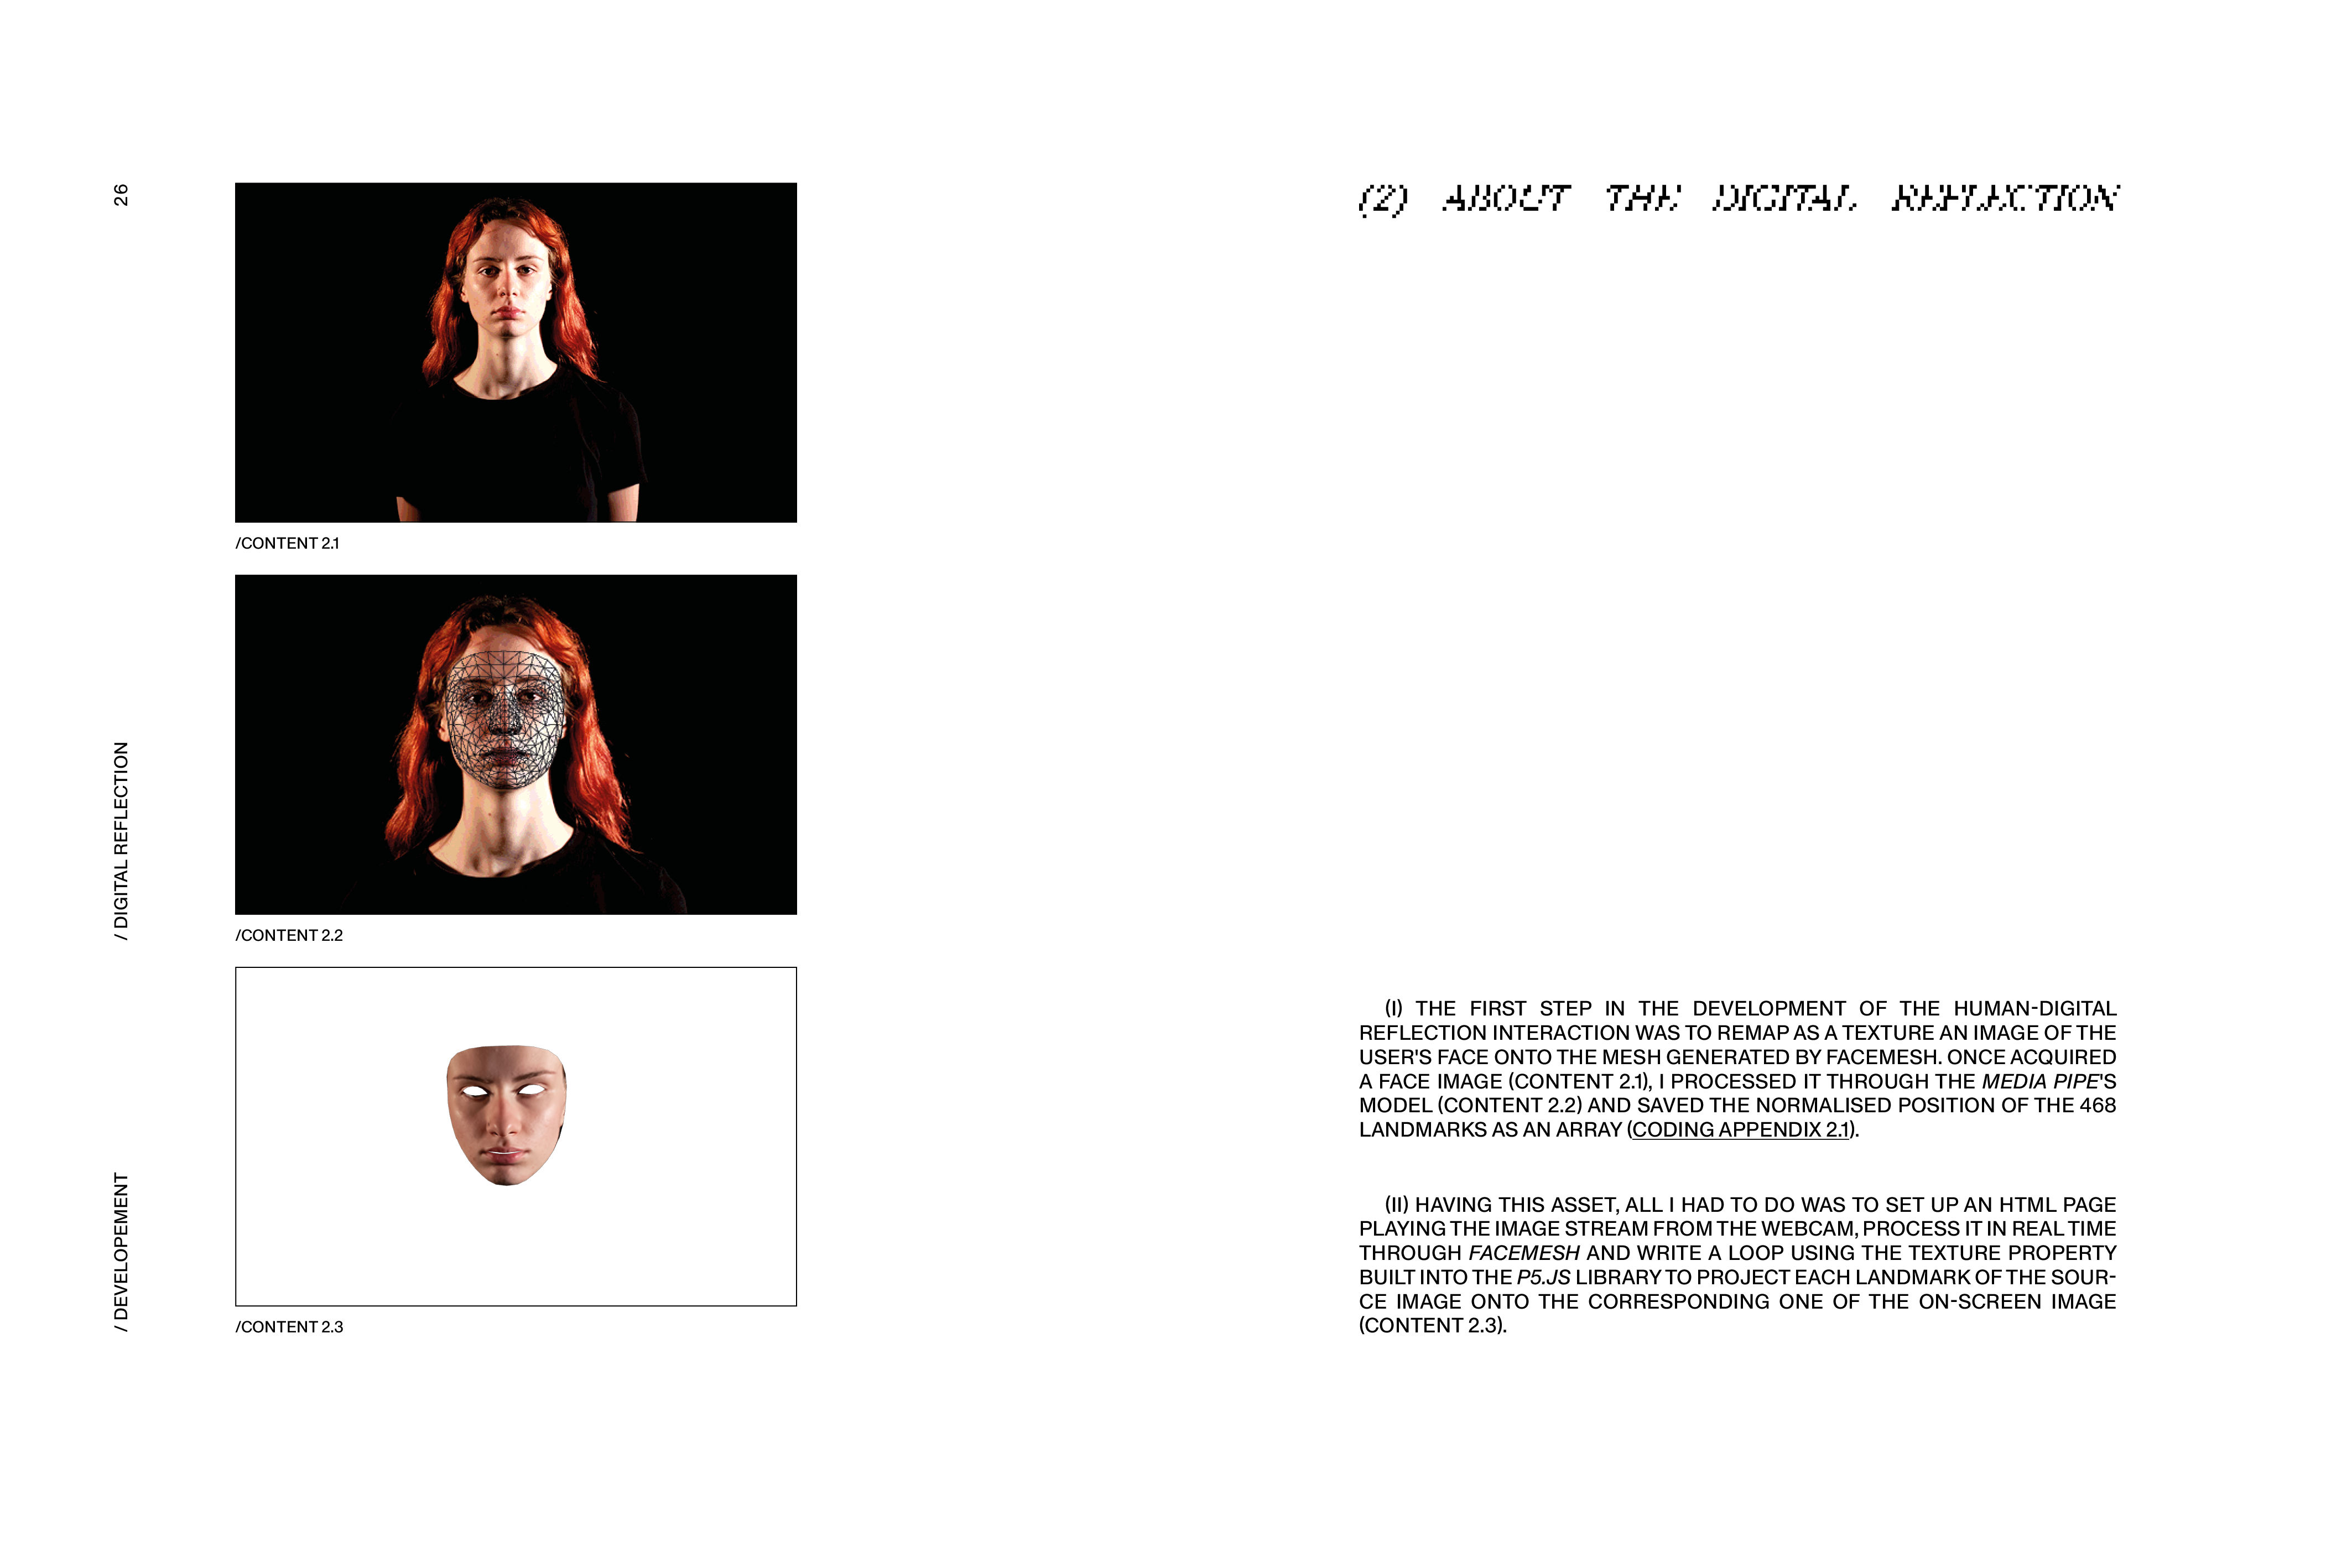 26
/ DIGITAL REFLECTION
/ DEVELOPEMENT
/CONTENT 2.1
/CONTENT 2.2
/CONTENT 2.3
(2) ABOUT THE DIGITAL REFLECTION
(I) THE FIRST STEP IN THE DEVELOPMENT OF THE HUMAN-DIGITAL
REFLECTION INTERACTION WAS TO REMAP AS A TEXTURE AN IMAGE OF THE
USER'S FACE ONTO THE MESH GENERATED BY FACEMESH. ONCE ACQUIRED
A FACE IMAGE (CONTENT 2.1), I PROCESSED IT THROUGH THE MEDIA PIPE'S
MODEL (CONTENT 2.2) AND SAVED THE NORMALISED POSITION OF THE 468
LANDMARKS AS AN ARRAY (CODING APPENDIX 2.1).
(II) HAVING THIS ASSET, ALL I HAD TO DO WAS TO SET UP AN HTML PAGE
PLAYING THE IMAGE STREAM FROM THE WEBCAM, PROCESS IT IN REAL TIME
THROUGH FACEMESH AND WRITE A LOOP USING THE TEXTURE PROPERTY
BUILT INTO THE P5.JS LIBRARY TO PROJECT EACH LANDMARK OF THE SOUR-
CE IMAGE ONTO THE CORRESPONDING ONE OF THE ON-SCREEN IMAGE
(CONTENT 2.3).